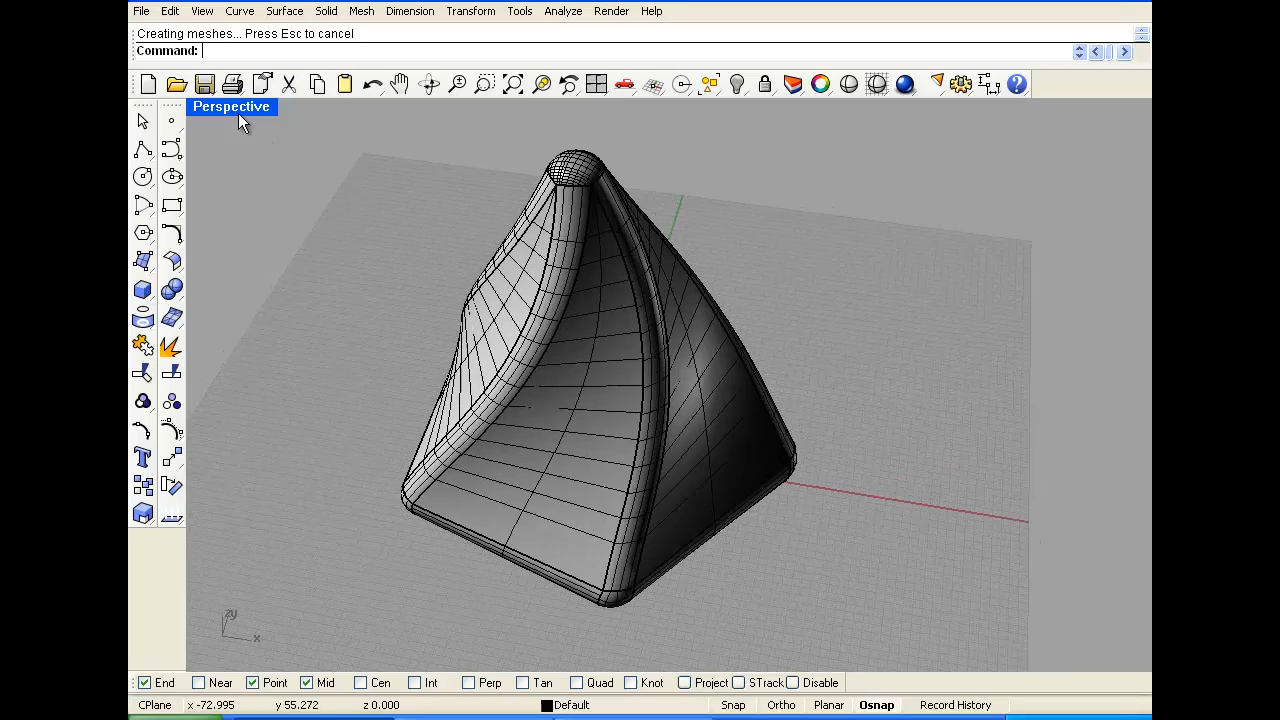 File Edit View Curve Surface Solid Mesh Dimension Transform Tools Analyze Render Help
Creating meshes... Press Esc to cancel
Command:
Perspective
zy
x
End Near Point Mid Cen Int Perp Tan Quad Knot Project STrack Disable
CPlane x -72.995 y 55.272 z 0.000 Default Snap Ortho Planar Osnap Record History